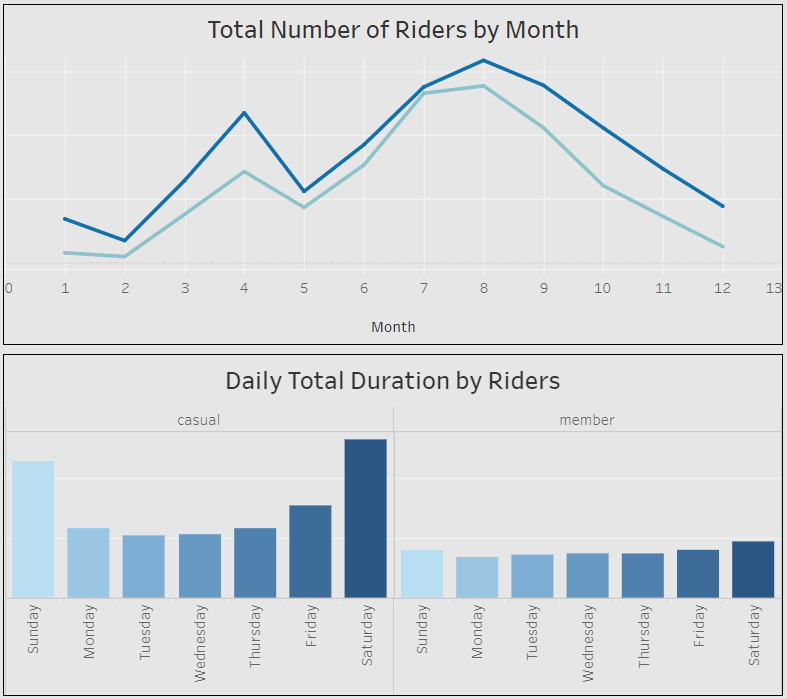 Total Number of Riders by Month
0 1 2 3 4 5 6 7 8 9 10 11 12 13
Month
Daily Total Duration by Riders
casual member
Sunday Monday Tuesday Wednesday Thursday Friday Saturday Sunday Monday Tuesday Wednesday Thursday Friday Saturday